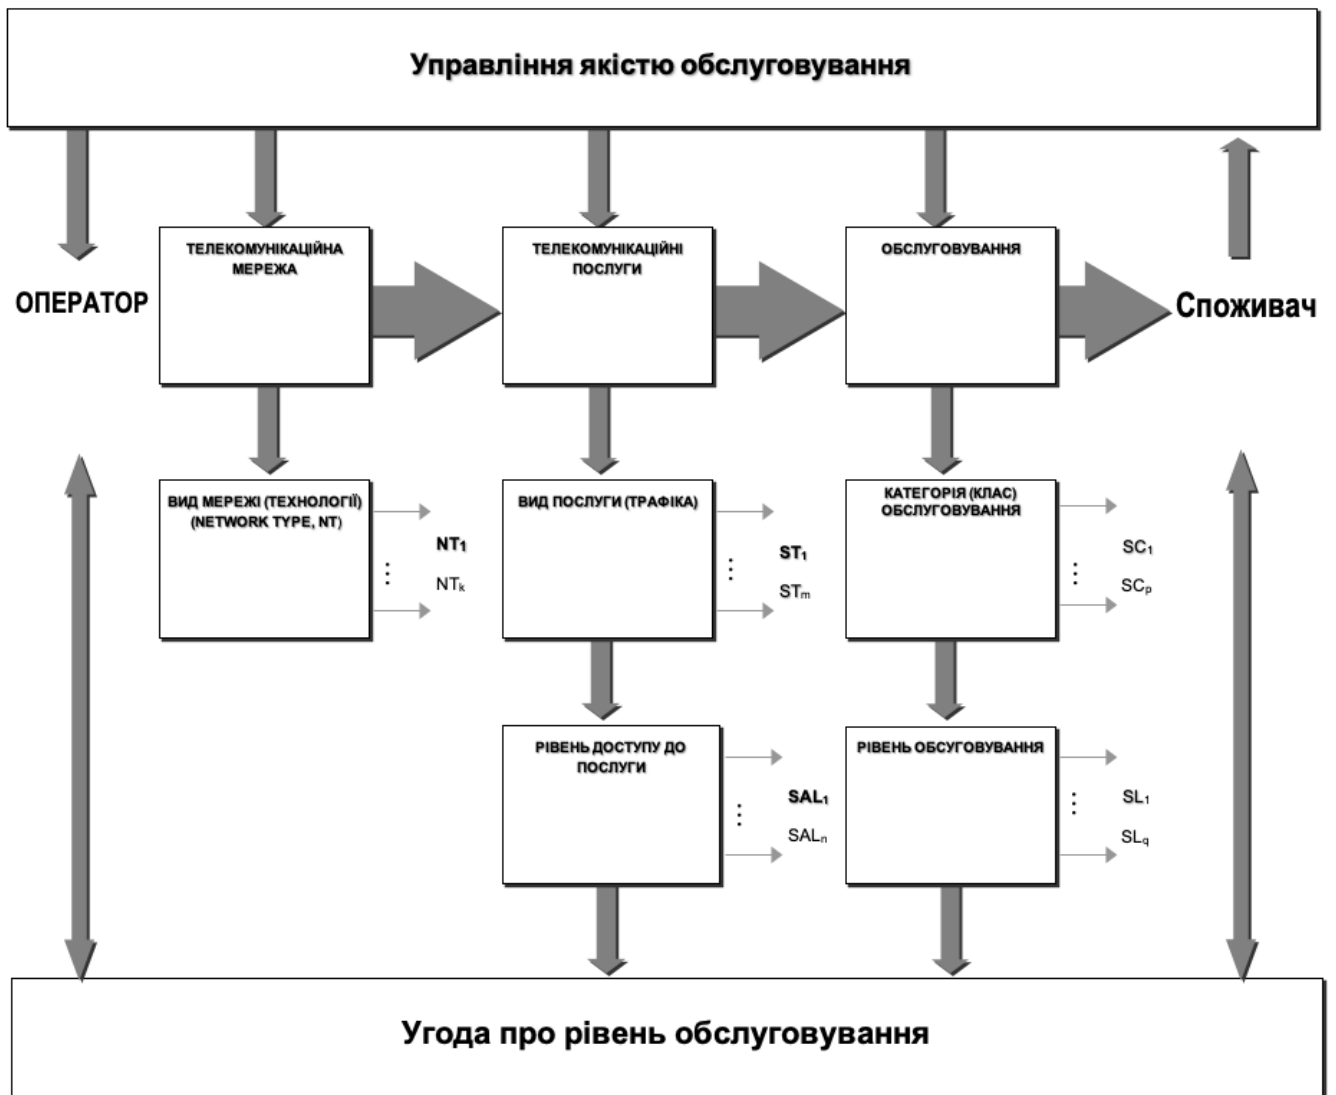 Управління якістю обслуговування
ТЕЛЕКОМУНІКАЦІЙНА
МЕРЕЖА
ТЕЛЕКОМУНІКАЦІЙНІ
ПОСЛУГИ
ОБСЛУГОВУВАННЯ
ОПЕРАТОР
Споживач
ВИД МЕРЕЖІ (ТЕХНОЛОГІЇ)
(NETWORK TYPE, NT)
NT₁
⋮
NTₖ
ВИД ПОСЛУГИ (ТРАФІКА)
ST₁
⋮
STₘ
КАТЕГОРІЯ (КЛАС)
ОБСЛУГОВУВАННЯ
SC₁
⋮
SCₚ
РІВЕНЬ ДОСТУПУ ДО
ПОСЛУГИ
SAL₁
⋮
SALₙ
РІВЕНЬ ОБСУГОВУВАННЯ
SL₁
⋮
SLq
Угода про рівень обслуговування